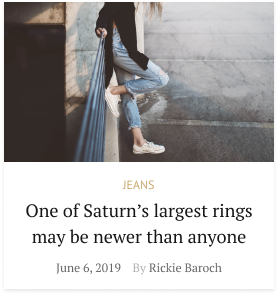 JEANS
One of Saturn’s largest rings
may be newer than anyone
June 6, 2019 By Rickie Baroch